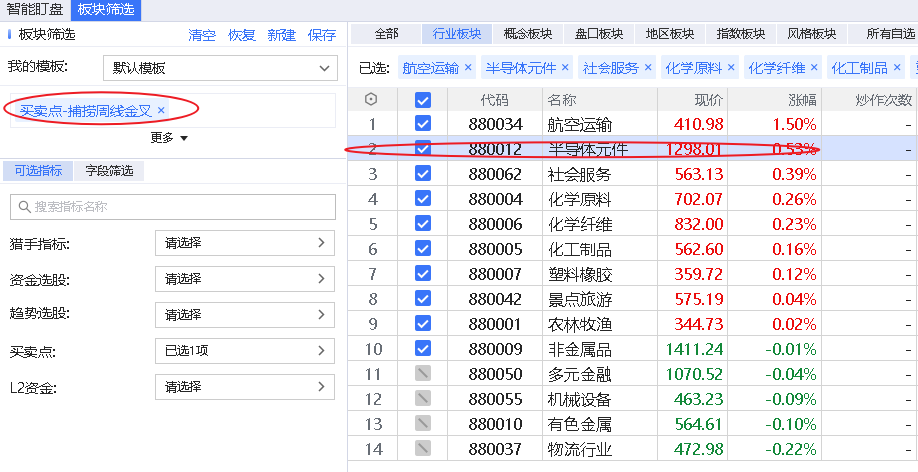 智能盯盘 板块筛选
板块筛选 清空 恢复 新建 保存
我的模板: 默认模板
买卖点-捕捞周线金叉 ×
更多
可选指标 字段筛选
搜索指标名称
猎手指标: 请选择
资金选股: 请选择
趋势选股: 请选择
买卖点: 已选1项
L2资金: 请选择
全部 行业板块 概念板块 盘口板块 地区板块 指数板块 风格板块 所有自选
已选: 航空运输 × 半导体元件 × 社会服务 × 化学原料 × 化学纤维 × 化工制品 ×
代码 名称 现价 涨幅 炒作次数
1 880034 航空运输 410.98 1.50% -
2 880012 半导体元件 1298.01 0.53% -
3 880062 社会服务 563.13 0.39% -
4 880004 化学原料 702.07 0.26% -
5 880006 化学纤维 832.00 0.23% -
6 880005 化工制品 562.60 0.16% -
7 880007 塑料橡胶 359.72 0.12% -
8 880042 景点旅游 575.19 0.04% -
9 880001 农林牧渔 344.73 0.02% -
10 880009 非金属品 1411.24 -0.01% -
11 880050 多元金融 1070.52 -0.04% -
12 880055 机械设备 463.23 -0.09% -
13 880010 有色金属 564.61 -0.10% -
14 880037 物流行业 472.98 -0.22% -